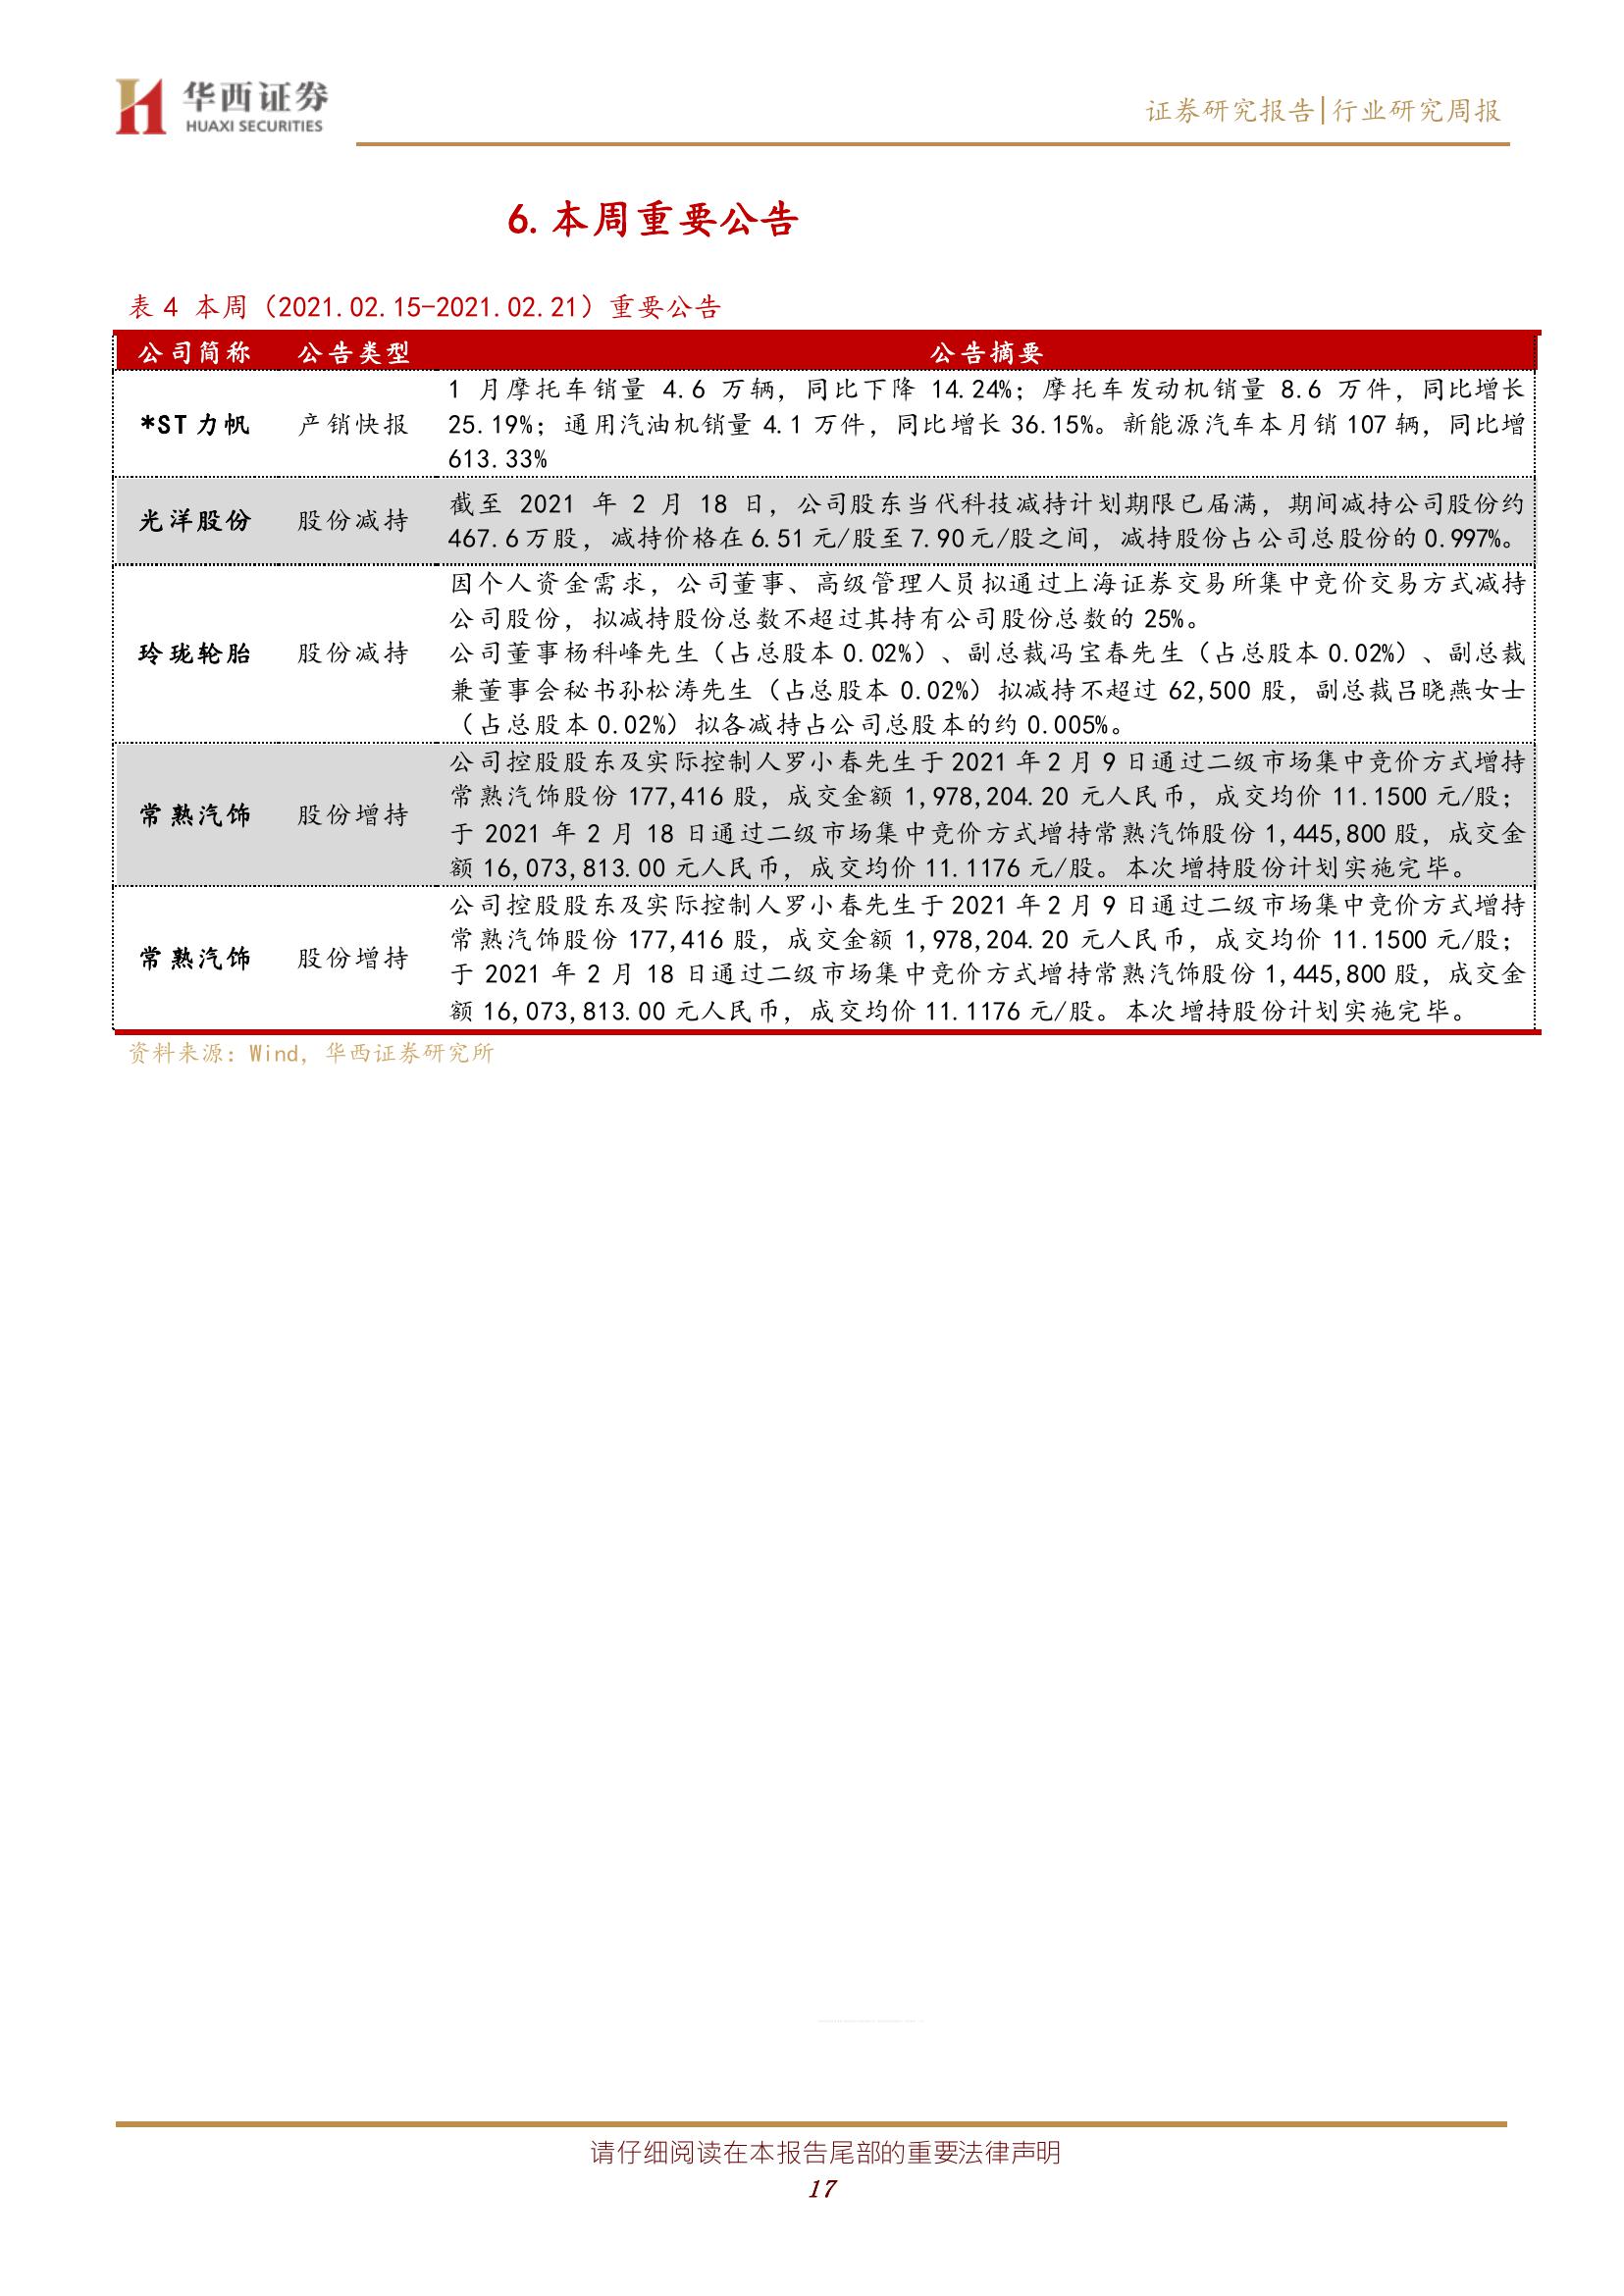 华西证券
HUAXI SECURITIES
证券研究报告|行业研究周报
6.本周重要公告
表 4 本周（2021.02.15-2021.02.21）重要公告
公司简称 公告类型 公告摘要
*ST力帆 产销快报
1 月摩托车销量 4.6 万辆，同比下降 14.24%；摩托车发动机销量 8.6 万件，同比增长
25.19%；通用汽油机销量 4.1 万件，同比增长 36.15%。新能源汽车本月销 107 辆，同比增
613.33%
光洋股份 股份减持
截至 2021 年 2 月 18 日，公司股东当代科技减持计划期限已届满，期间减持公司股份约
467.6万股，减持价格在6.51元/股至7.90元/股之间，减持股份占公司总股份的0.997%。
玲珑轮胎 股份减持
因个人资金需求，公司董事、高级管理人员拟通过上海证券交易所集中竞价交易方式减持
公司股份，拟减持股份总数不超过其持有公司股份总数的 25%。
公司董事杨科峰先生（占总股本 0.02%）、副总裁冯宝春先生（占总股本 0.02%）、副总裁
兼董事会秘书孙松涛先生（占总股本 0.02%）拟减持不超过 62,500 股，副总裁吕晓燕女士
（占总股本 0.02%）拟各减持占公司总股本的约 0.005%。
常熟汽饰 股份增持
公司控股股东及实际控制人罗小春先生于 2021 年 2 月 9 日通过二级市场集中竞价方式增持
常熟汽饰股份 177,416 股，成交金额 1,978,204.20 元人民币，成交均价 11.1500 元/股；
于 2021 年 2 月 18 日通过二级市场集中竞价方式增持常熟汽饰股份 1,445,800 股，成交金
额 16,073,813.00 元人民币，成交均价 11.1176 元/股。本次增持股份计划实施完毕。
常熟汽饰 股份增持
公司控股股东及实际控制人罗小春先生于 2021 年 2 月 9 日通过二级市场集中竞价方式增持
常熟汽饰股份 177,416 股，成交金额 1,978,204.20 元人民币，成交均价 11.1500 元/股；
于 2021 年 2 月 18 日通过二级市场集中竞价方式增持常熟汽饰股份 1,445,800 股，成交金
额 16,073,813.00 元人民币，成交均价 11.1176 元/股。本次增持股份计划实施完毕。
资料来源：Wind，华西证券研究所
请仔细阅读在本报告尾部的重要法律声明
17